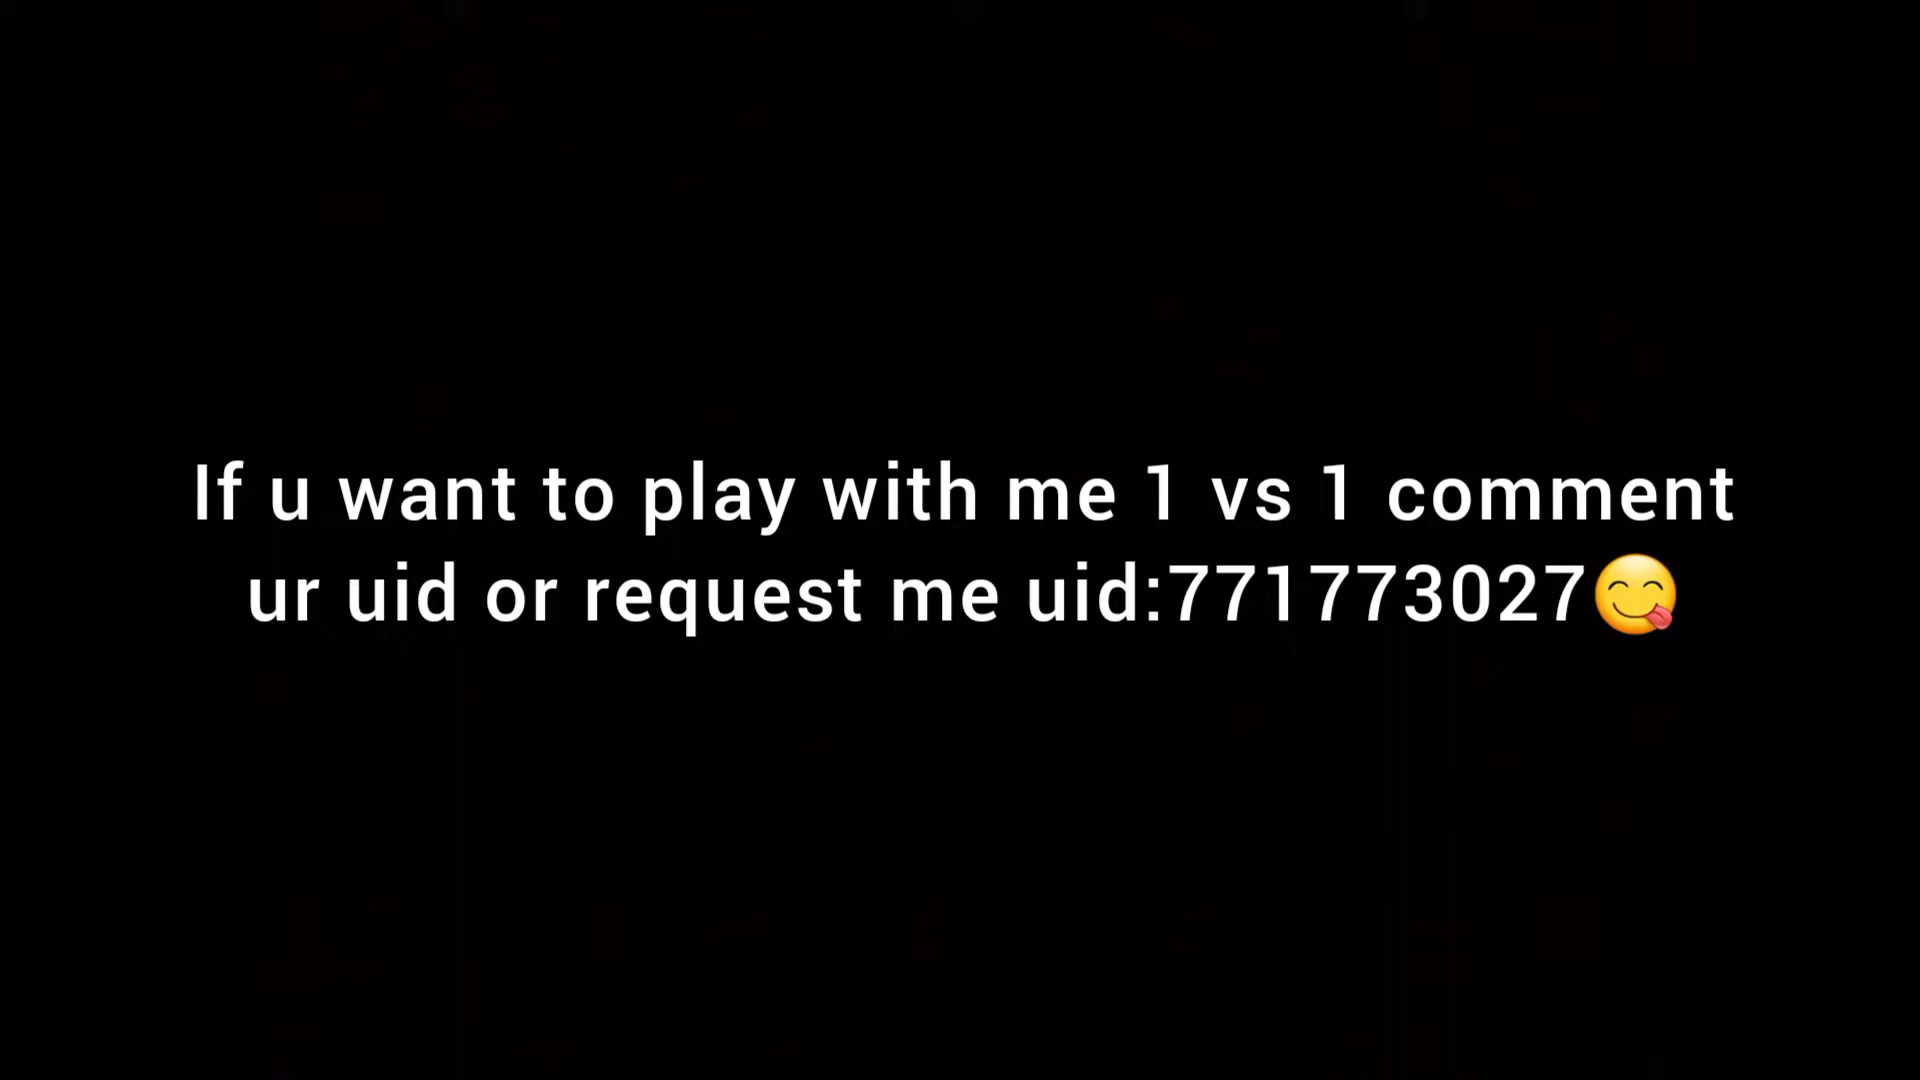 If u want to play with me 1 vs 1 comment
ur uid or request me uid:771773027😋